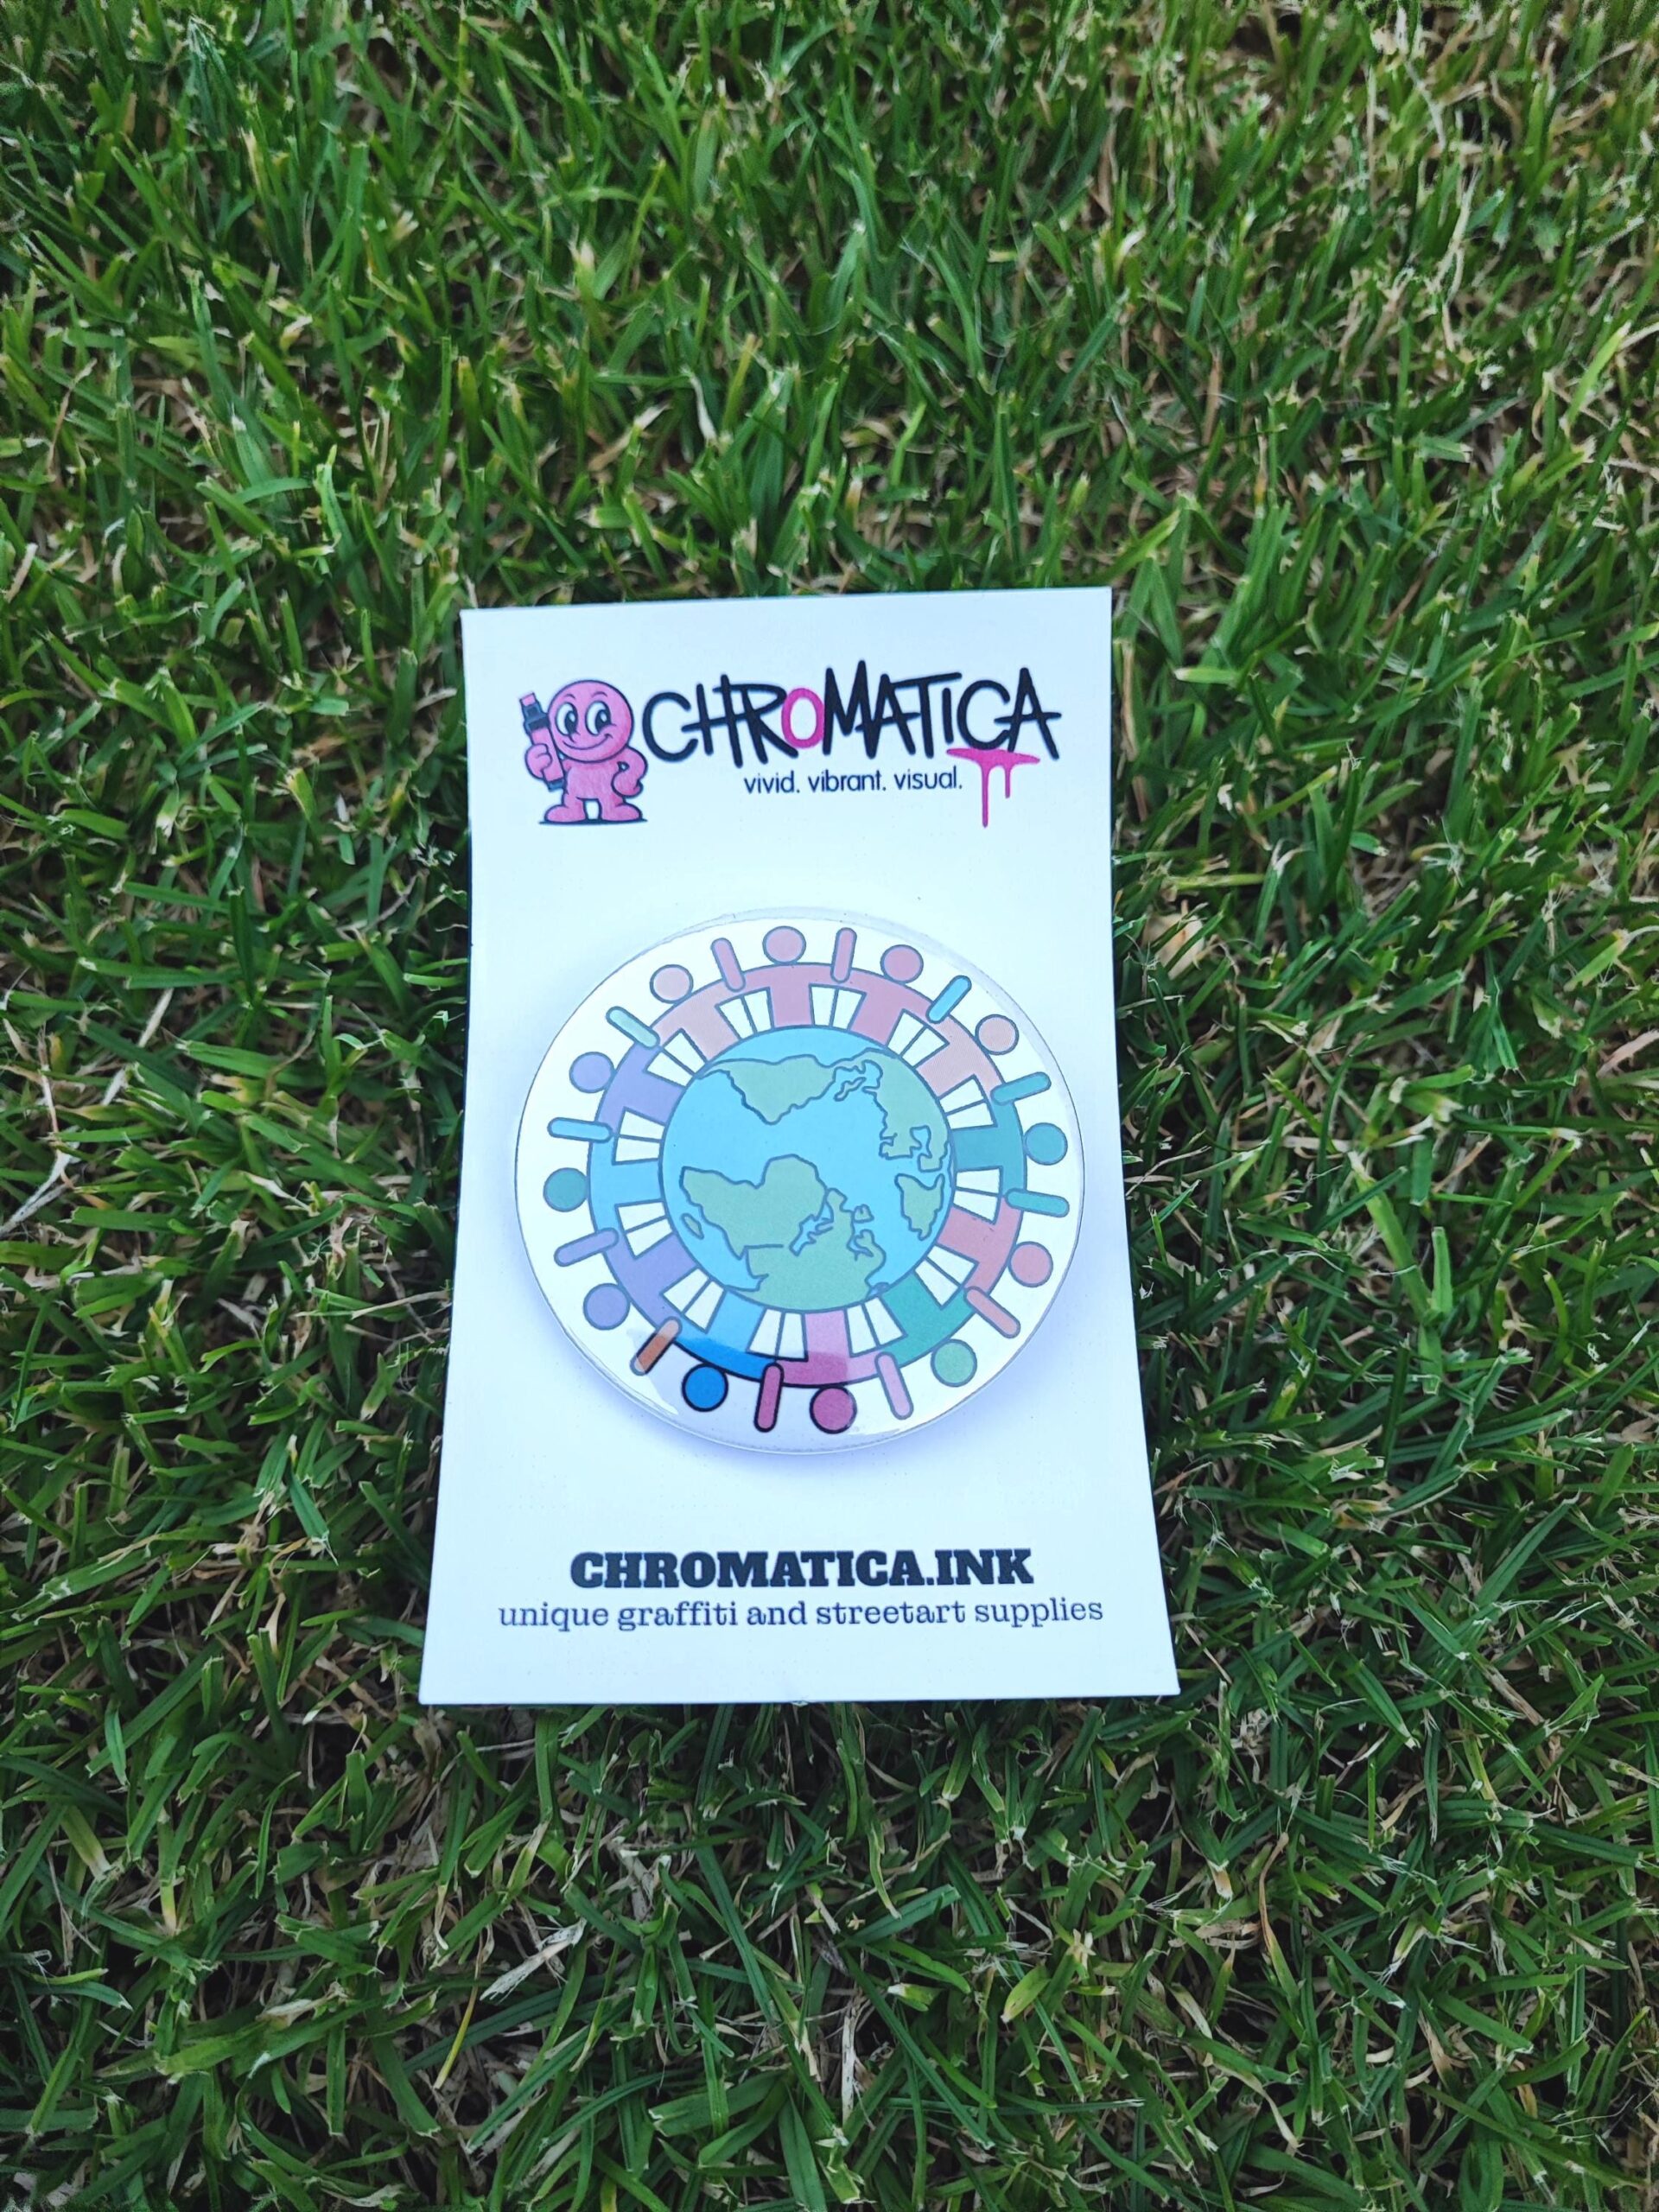 CHROMATICA
vivid. vibrant. visual.
CHROMATICA.INK
unique graffiti and streetart supplies